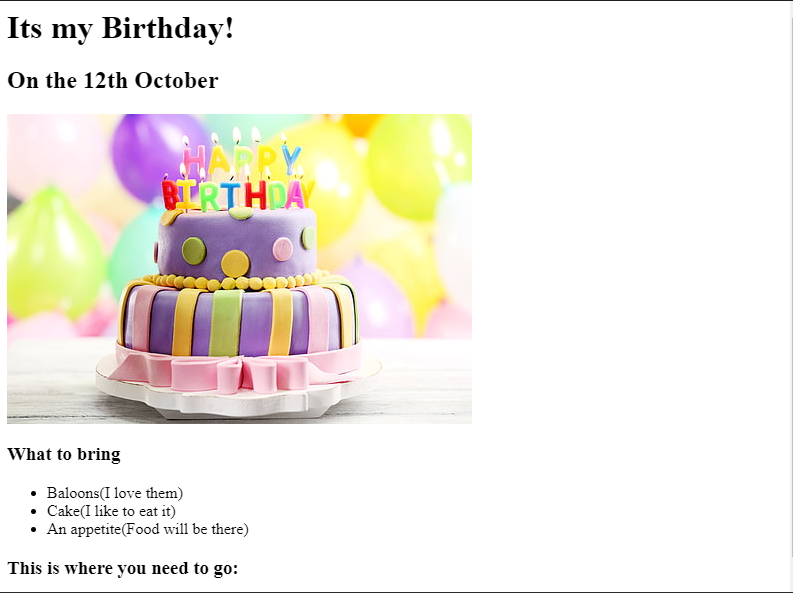 Its my Birthday!
On the 12th October
HAPPY
BIRTHDAY
What to bring
Baloons(I love them)
Cake(I like to eat it)
An appetite(Food will be there)
This is where you need to go: